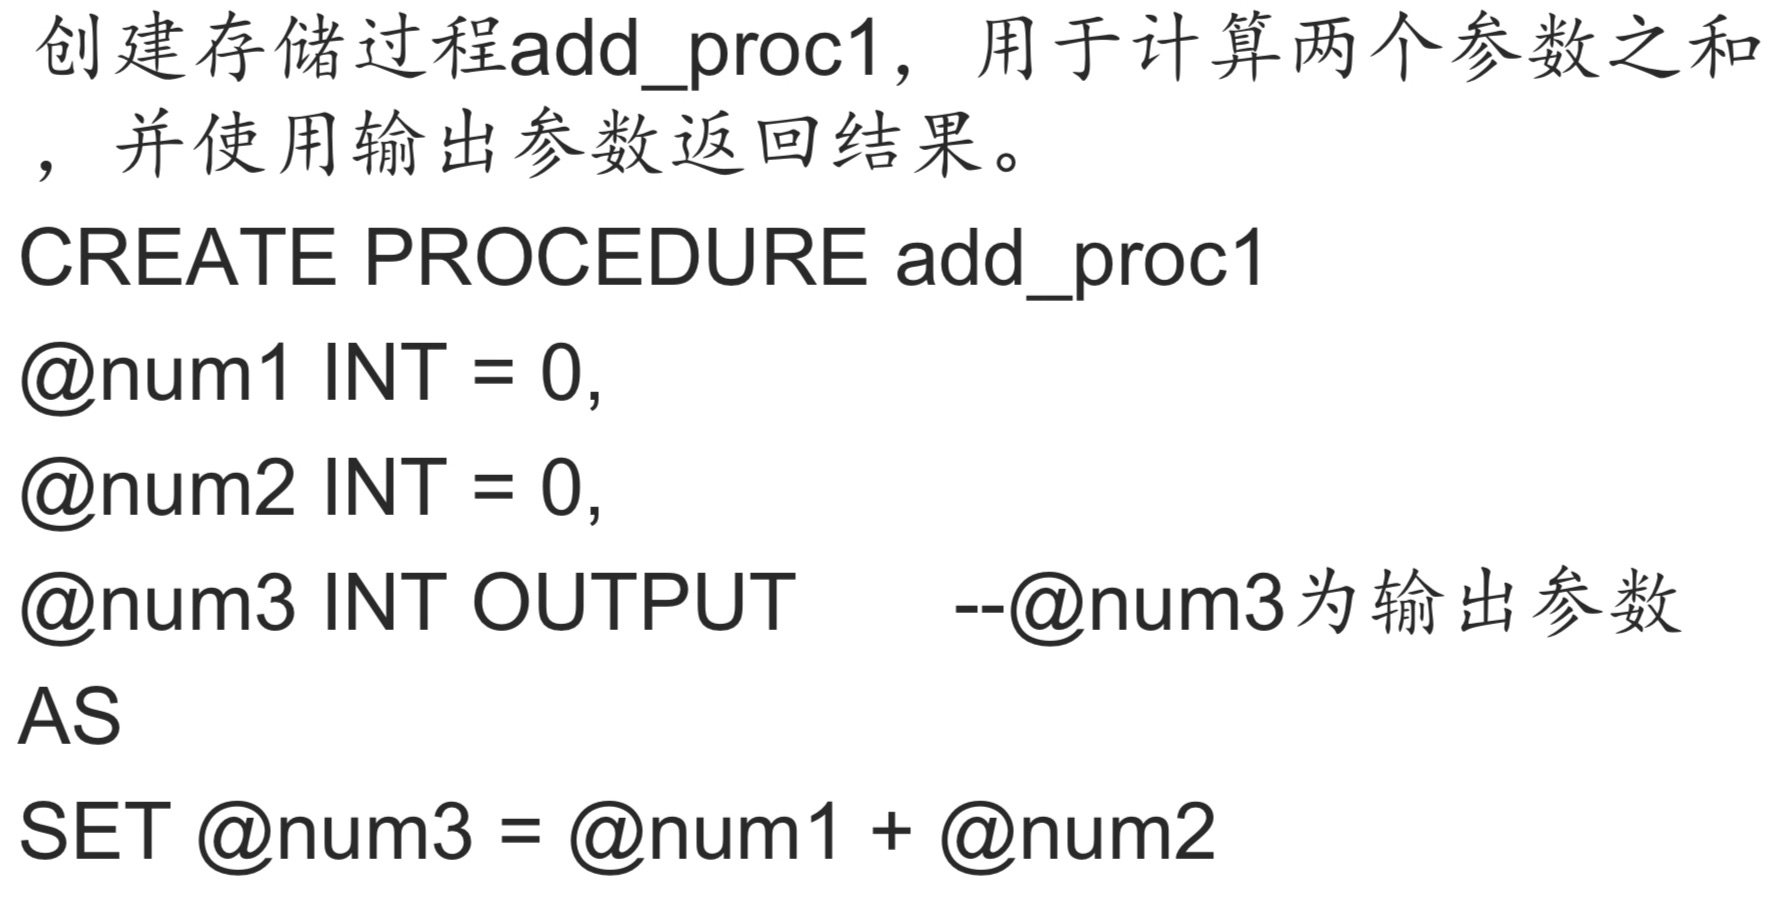 创建存储过程add_proc1，用于计算两个参数之和
，并使用输出参数返回结果。
CREATE PROCEDURE add_proc1
@num1 INT = 0,
@num2 INT = 0,
@num3 INT OUTPUT --@num3为输出参数
AS
SET @num3 = @num1 + @num2